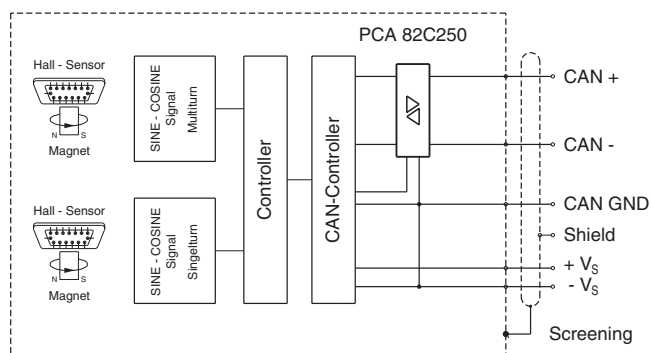 PCA 82C250
Hall - Sensor
N S
Magnet
SINE - COSINE
Signal
Multiturn
Controller
CAN-Controller
CAN +
CAN -
CAN GND
Shield
+ VS
- VS
Screening
Hall - Sensor
N S
Magnet
SINE - COSINE
Signal
Singelturn